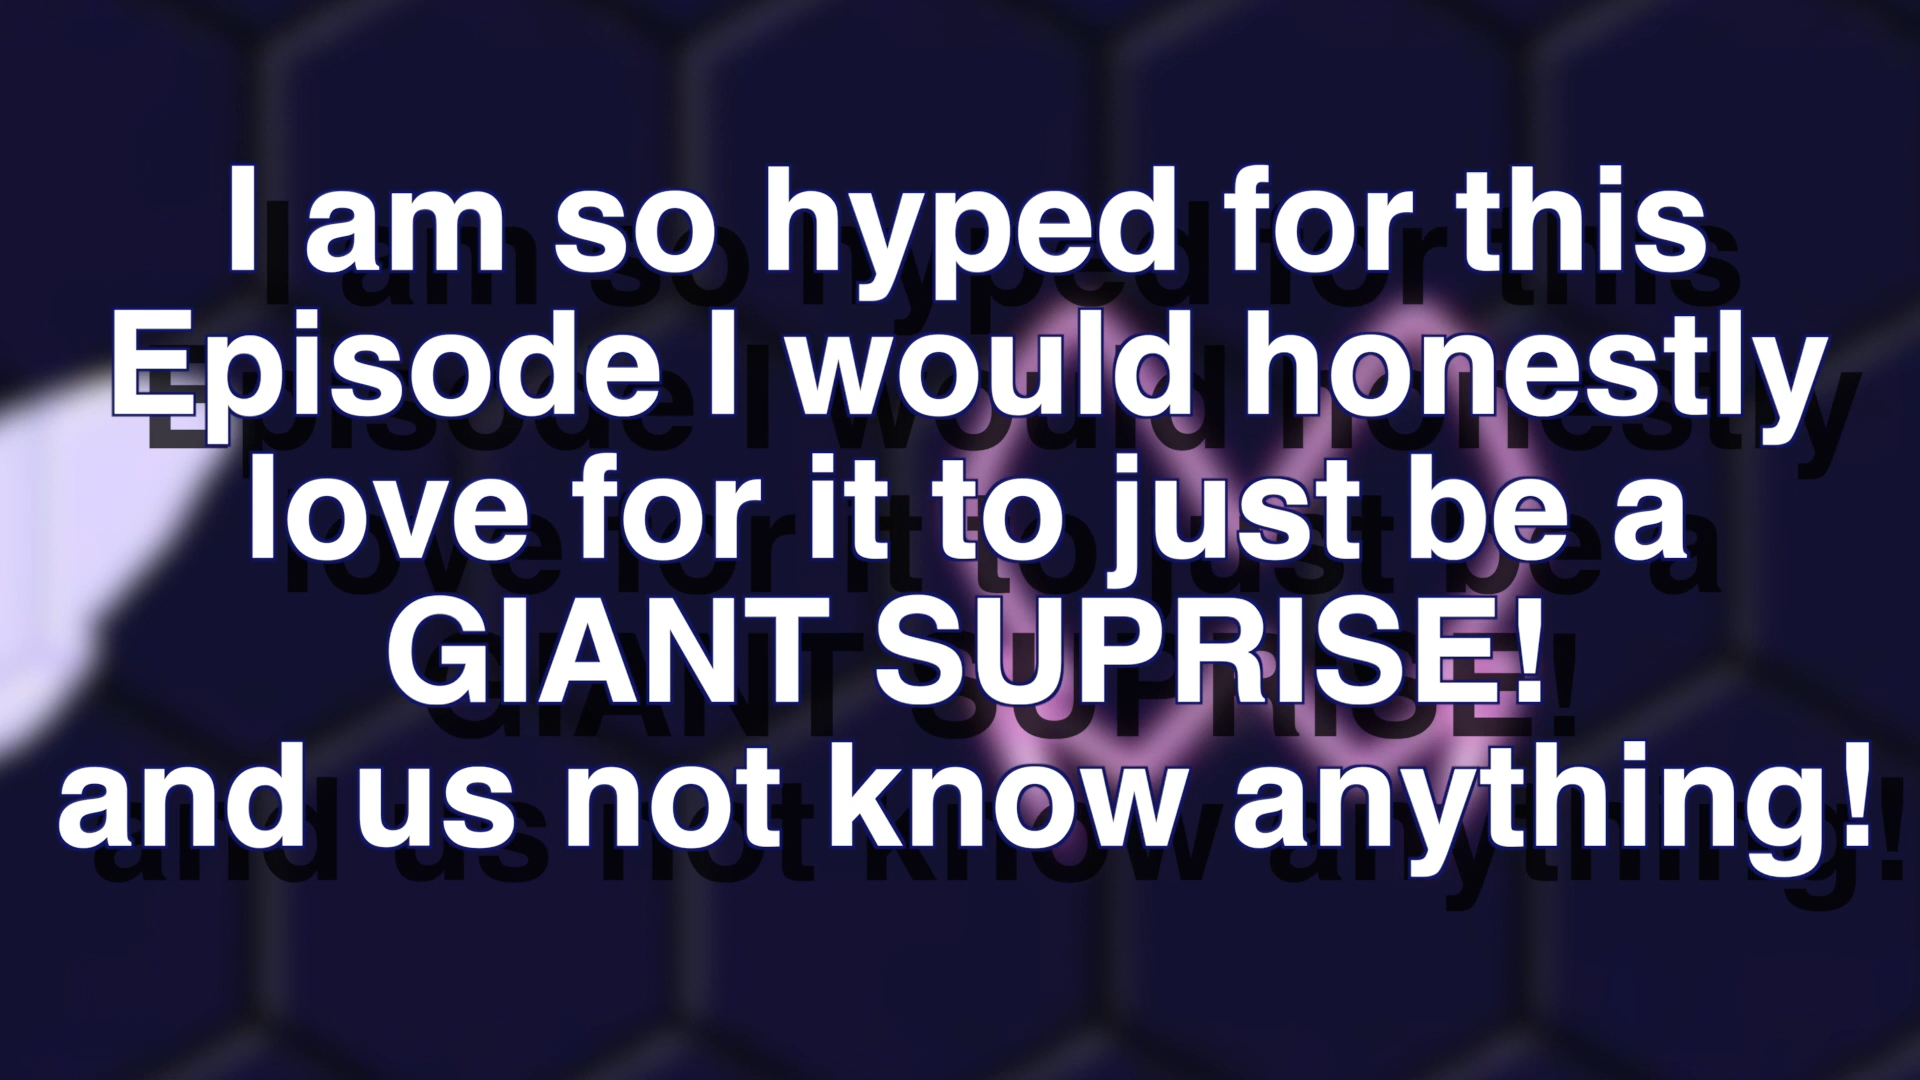 I am so hyped for this
Episode I would honestly
love for it to just be a
GIANT SUPRISE!
and us not know anything!